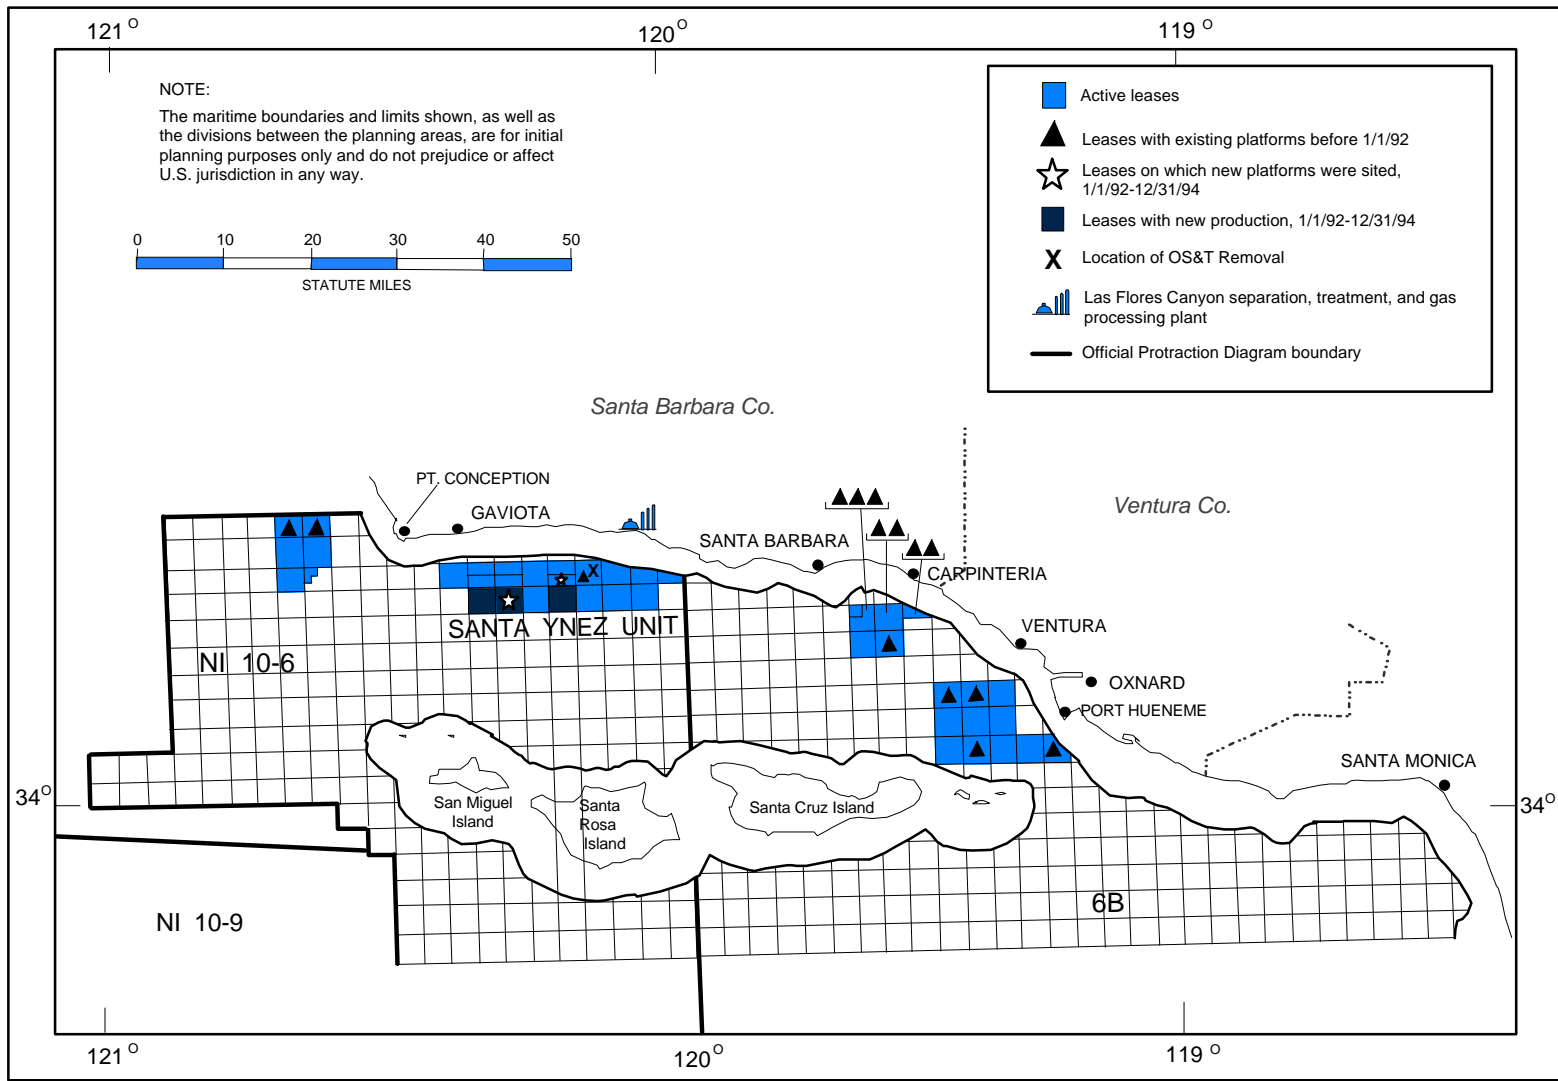 121 O
120 O
119 O
NOTE:
The maritime boundaries and limits shown, as well as
the divisions between the planning areas, are for initial
planning purposes only and do not prejudice or affect
U.S. jurisdiction in any way.
0 10 20 30 40 50
STATUTE MILES
Active leases
Leases with existing platforms before 1/1/92
Leases on which new platforms were sited,
1/1/92-12/31/94
Leases with new production, 1/1/92-12/31/94
X Location of OS&T Removal
Las Flores Canyon separation, treatment, and gas
processing plant
Official Protraction Diagram boundary
Santa Barbara Co.
Ventura Co.
PT. CONCEPTION
GAVIOTA
SANTA BARBARA
CARPINTERIA
X
SANTA YNEZ UNIT
VENTURA
NI 10-6
OXNARD
PORT HUENEME
SANTA MONICA
34O
34O
San Miguel
Island
Santa
Rosa
Island
Santa Cruz Island
6B
NI 10-9
121 O
120 O
119 O